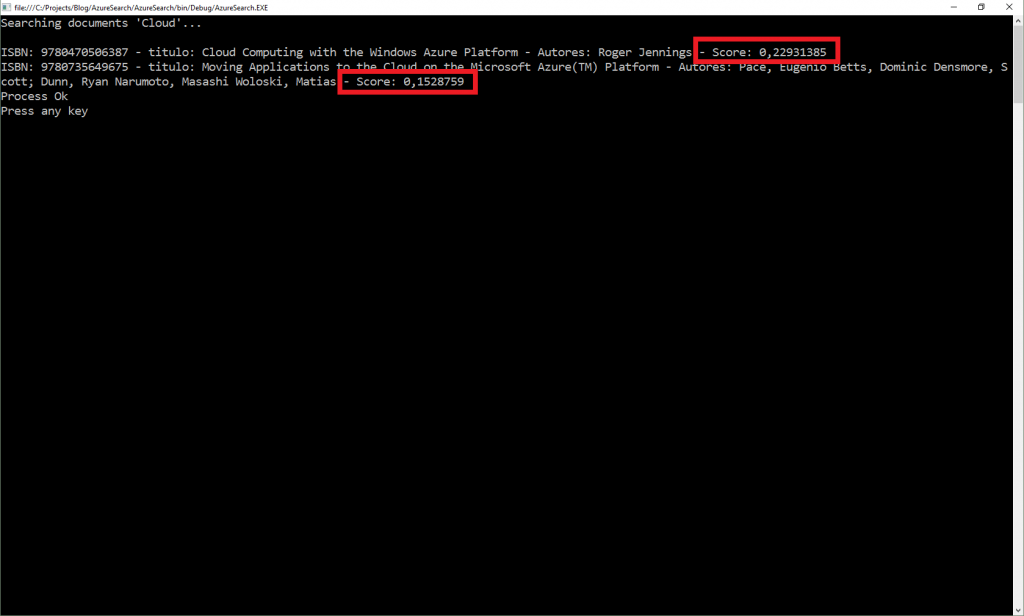 file:///C:/Projects/Blog/AzureSearch/AzureSearch/bin/Debug/AzureSearch.EXE
Searching documents 'Cloud'...
ISBN: 9780470506387 - titulo: Cloud Computing with the Windows Azure Platform - Autores: Roger Jennings - Score: 0,22931385
ISBN: 9780735649675 - titulo: Moving Applications to the Cloud on the Microsoft Azure(TM) Platform - Autores: Pace, Eugenio Betts, Dominic Densmore, S
cott; Dunn, Ryan Narumoto, Masashi Woloski, Matias - Score: 0,1528759
Process Ok
Press any key